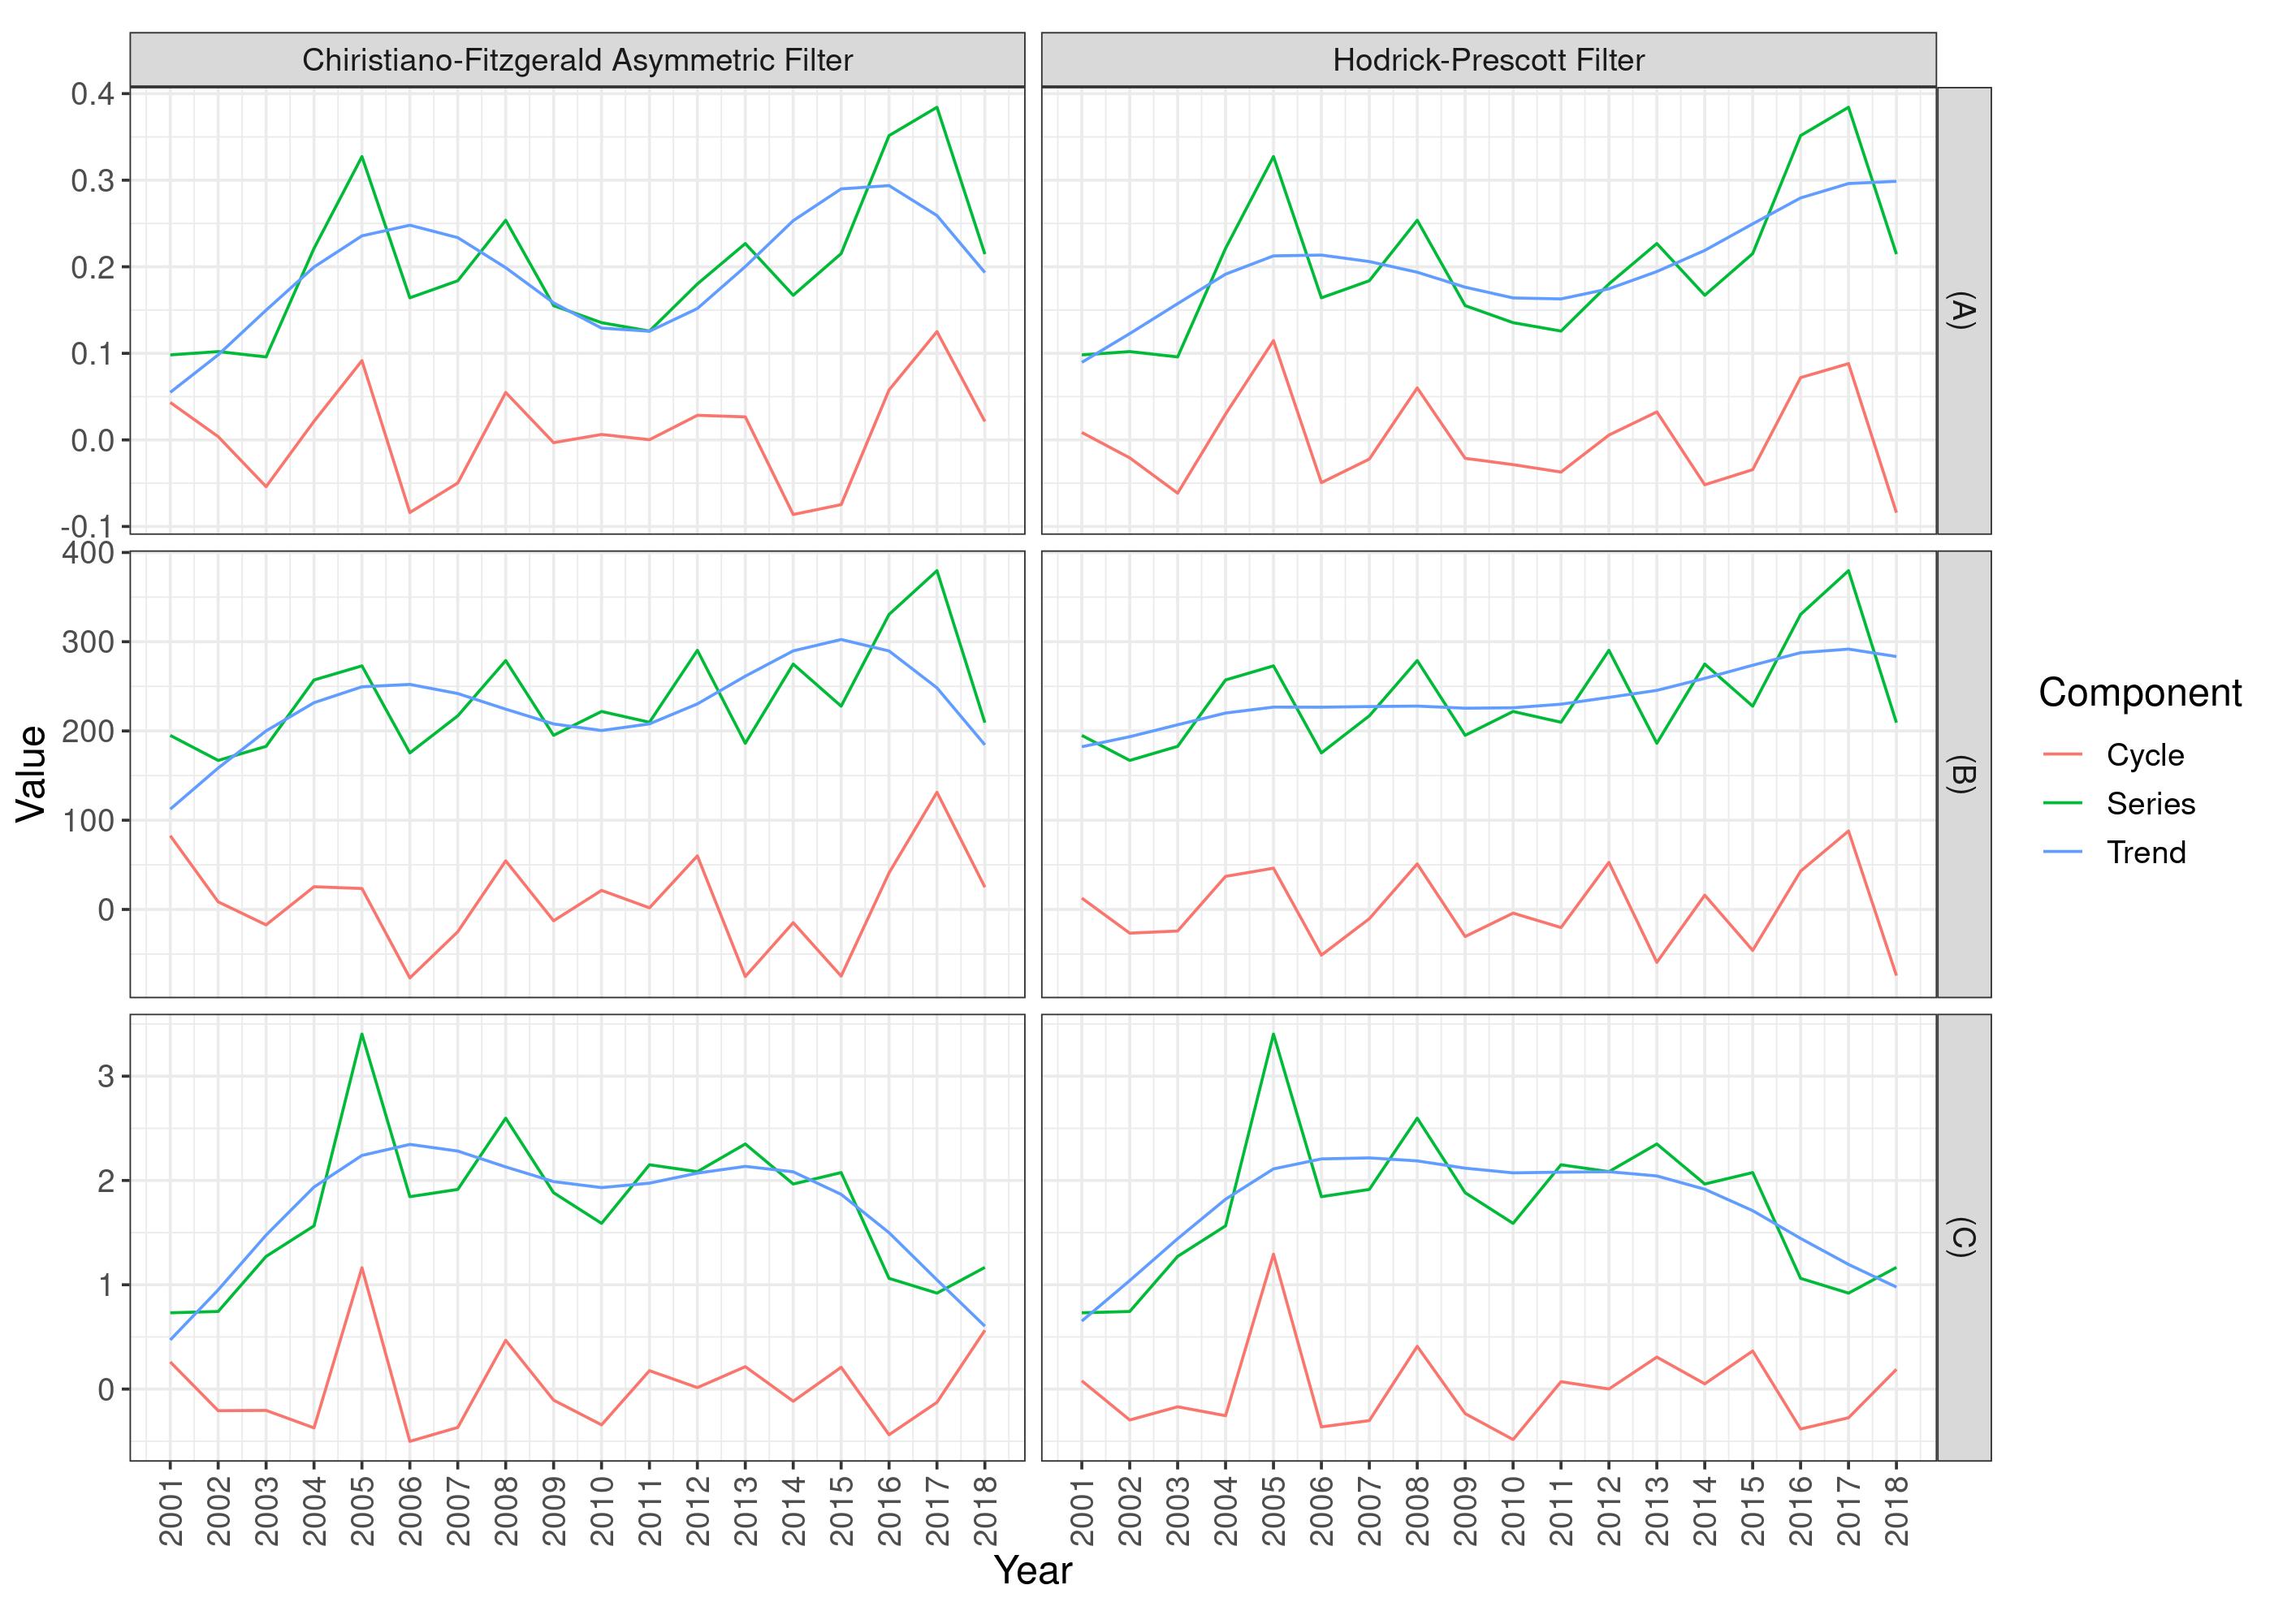 Chiristiano-Fitzgerald Asymmetric Filter
Hodrick-Prescott Filter
0.4
0.3
0.2
0.1
0.0
-0.1
(A)
400
300
200
100
0
(B)
3
2
1
0
(C)
Value
2001 2002 2003 2004 2005 2006 2007 2008 2009 2010 2011 2012 2013 2014 2015 2016 2017 2018
2001 2002 2003 2004 2005 2006 2007 2008 2009 2010 2011 2012 2013 2014 2015 2016 2017 2018
Year
Component
Cycle
Series
Trend